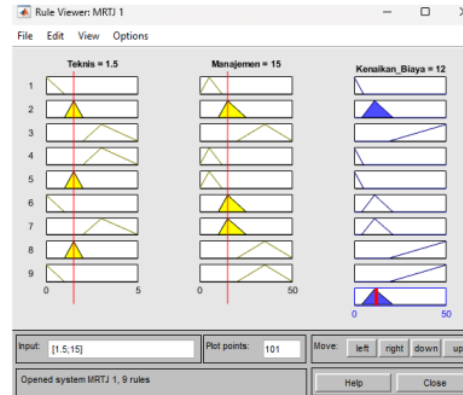 Rule Viewer: MRTJ 1
File Edit View Options
Teknis = 1.5 Manajemen = 15 Kenaikan_Biaya = 12
1
2
3
4
5
6
7
8
9
0 5 0 50
0 50
Input: [1.5;15] Plot points: 101 Move: left right down up
Opened system MRTJ 1, 9 rules Help Close